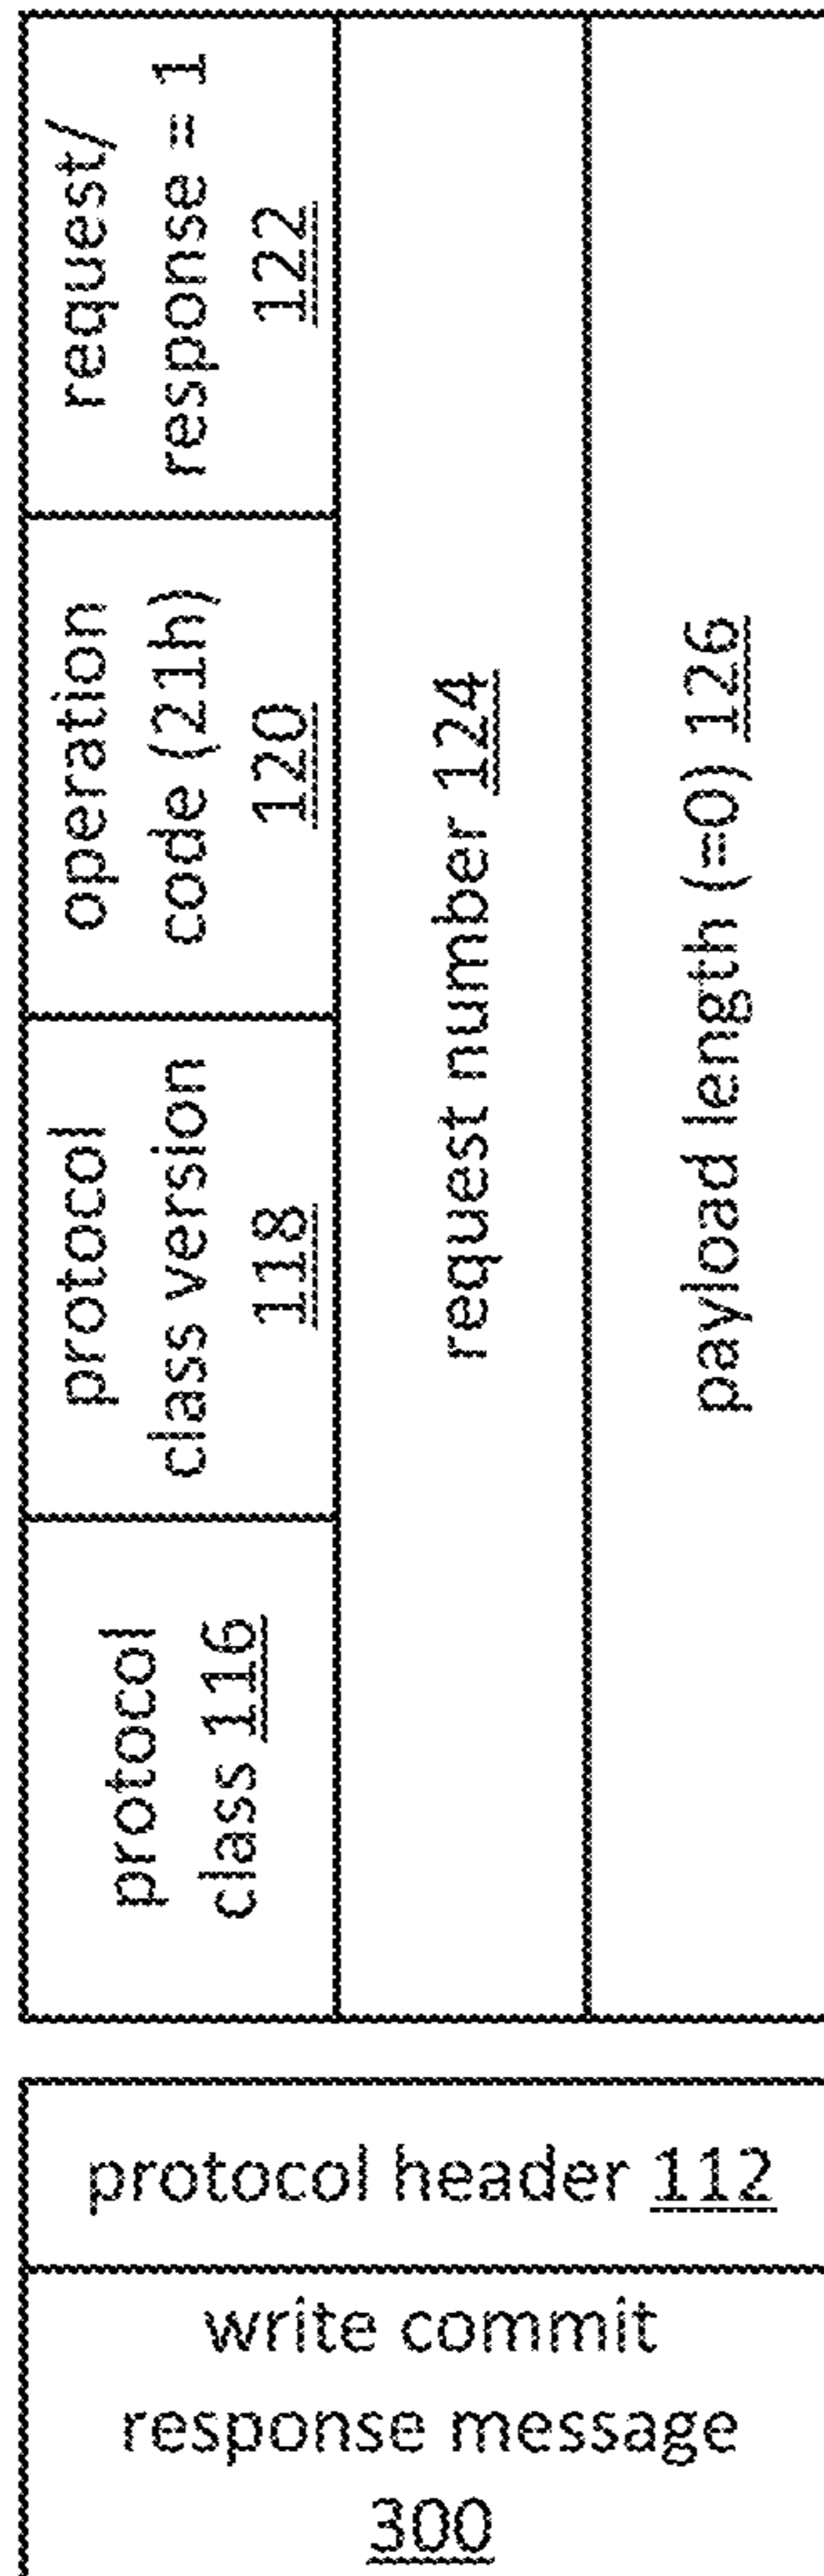 protocol
class 116
protocol
class version
118
operation
code (21h)
120
request/
response = 1
122
request number 124
payload length (=0) 126
protocol header 112
write commit
response message
300